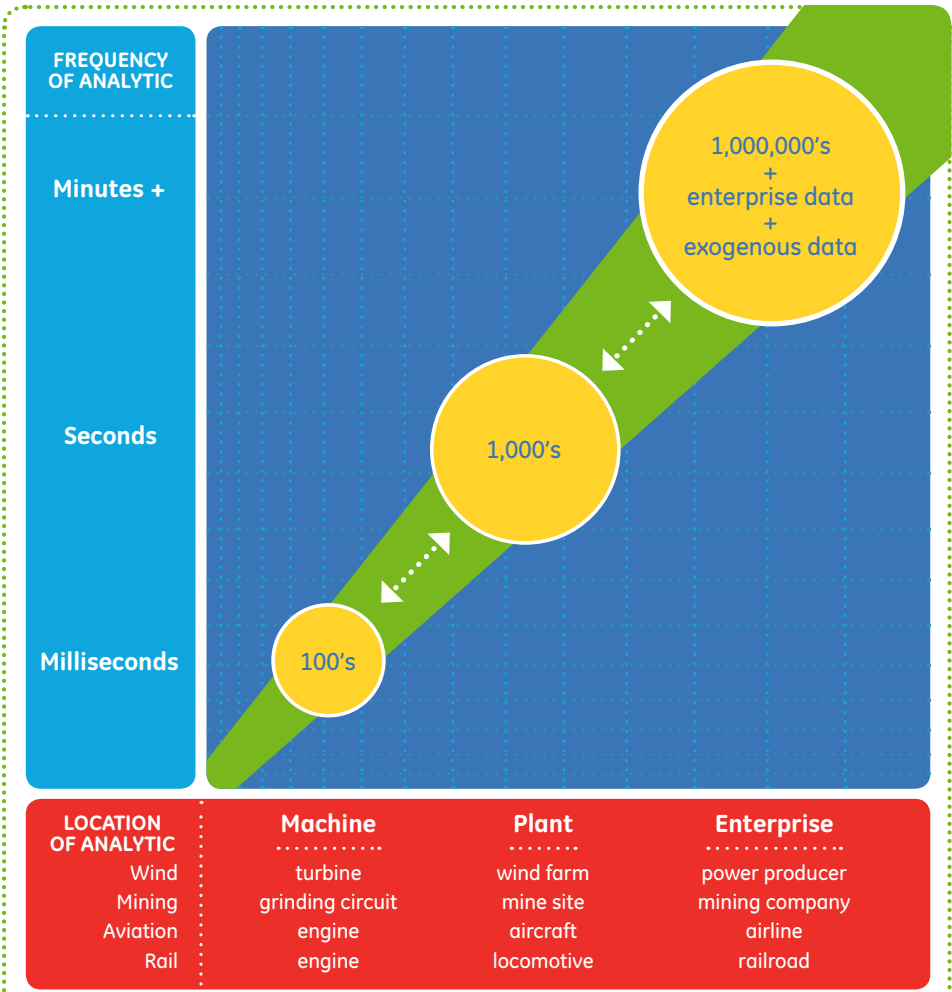 FREQUENCY
OF ANALYTIC
Minutes +
Seconds
Milliseconds
1,000,000's
+
enterprise data
+
exogenous data
1,000's
100's
LOCATION
OF ANALYTIC
Machine
Plant
Enterprise
Wind
turbine
wind farm
power producer
Mining
grinding circuit
mine site
mining company
Aviation
engine
aircraft
airline
Rail
engine
locomotive
railroad